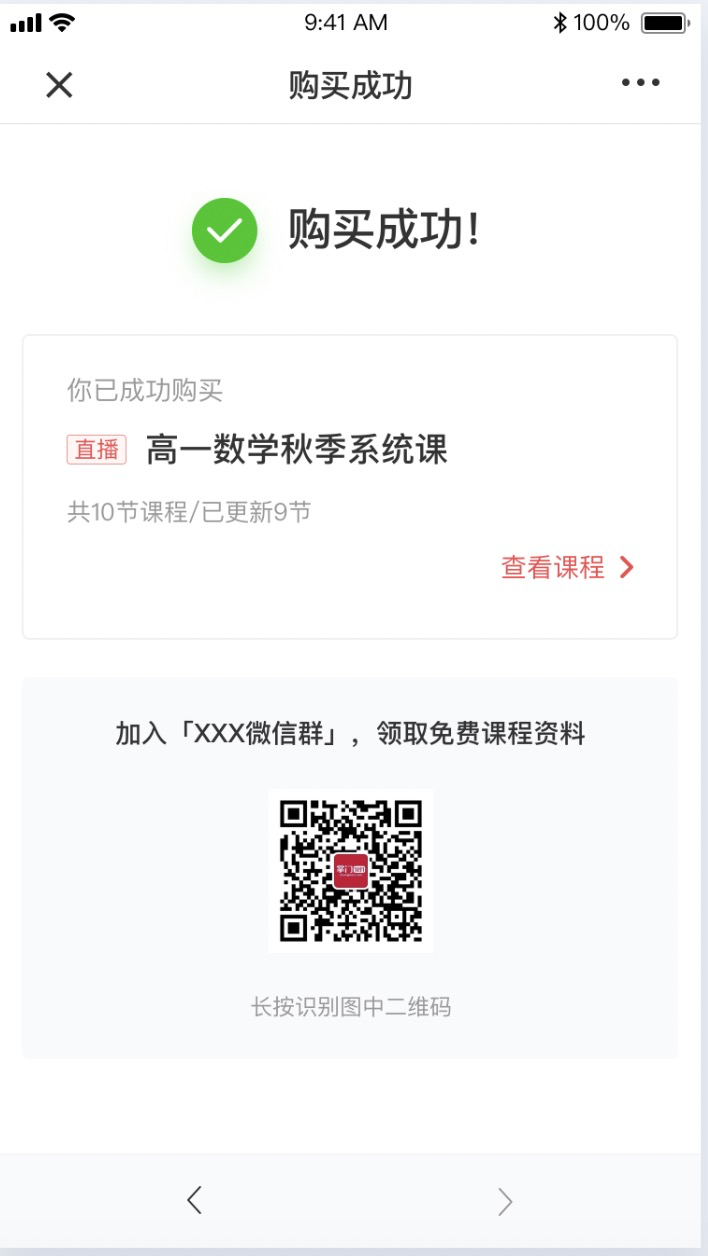 9:41 AM
100%
购买成功
购买成功!
你已成功购买
直播 高一数学秋季系统课
共10节课程/已更新9节
查看课程
加入「XXX微信群」，领取免费课程资料
长按识别图中二维码